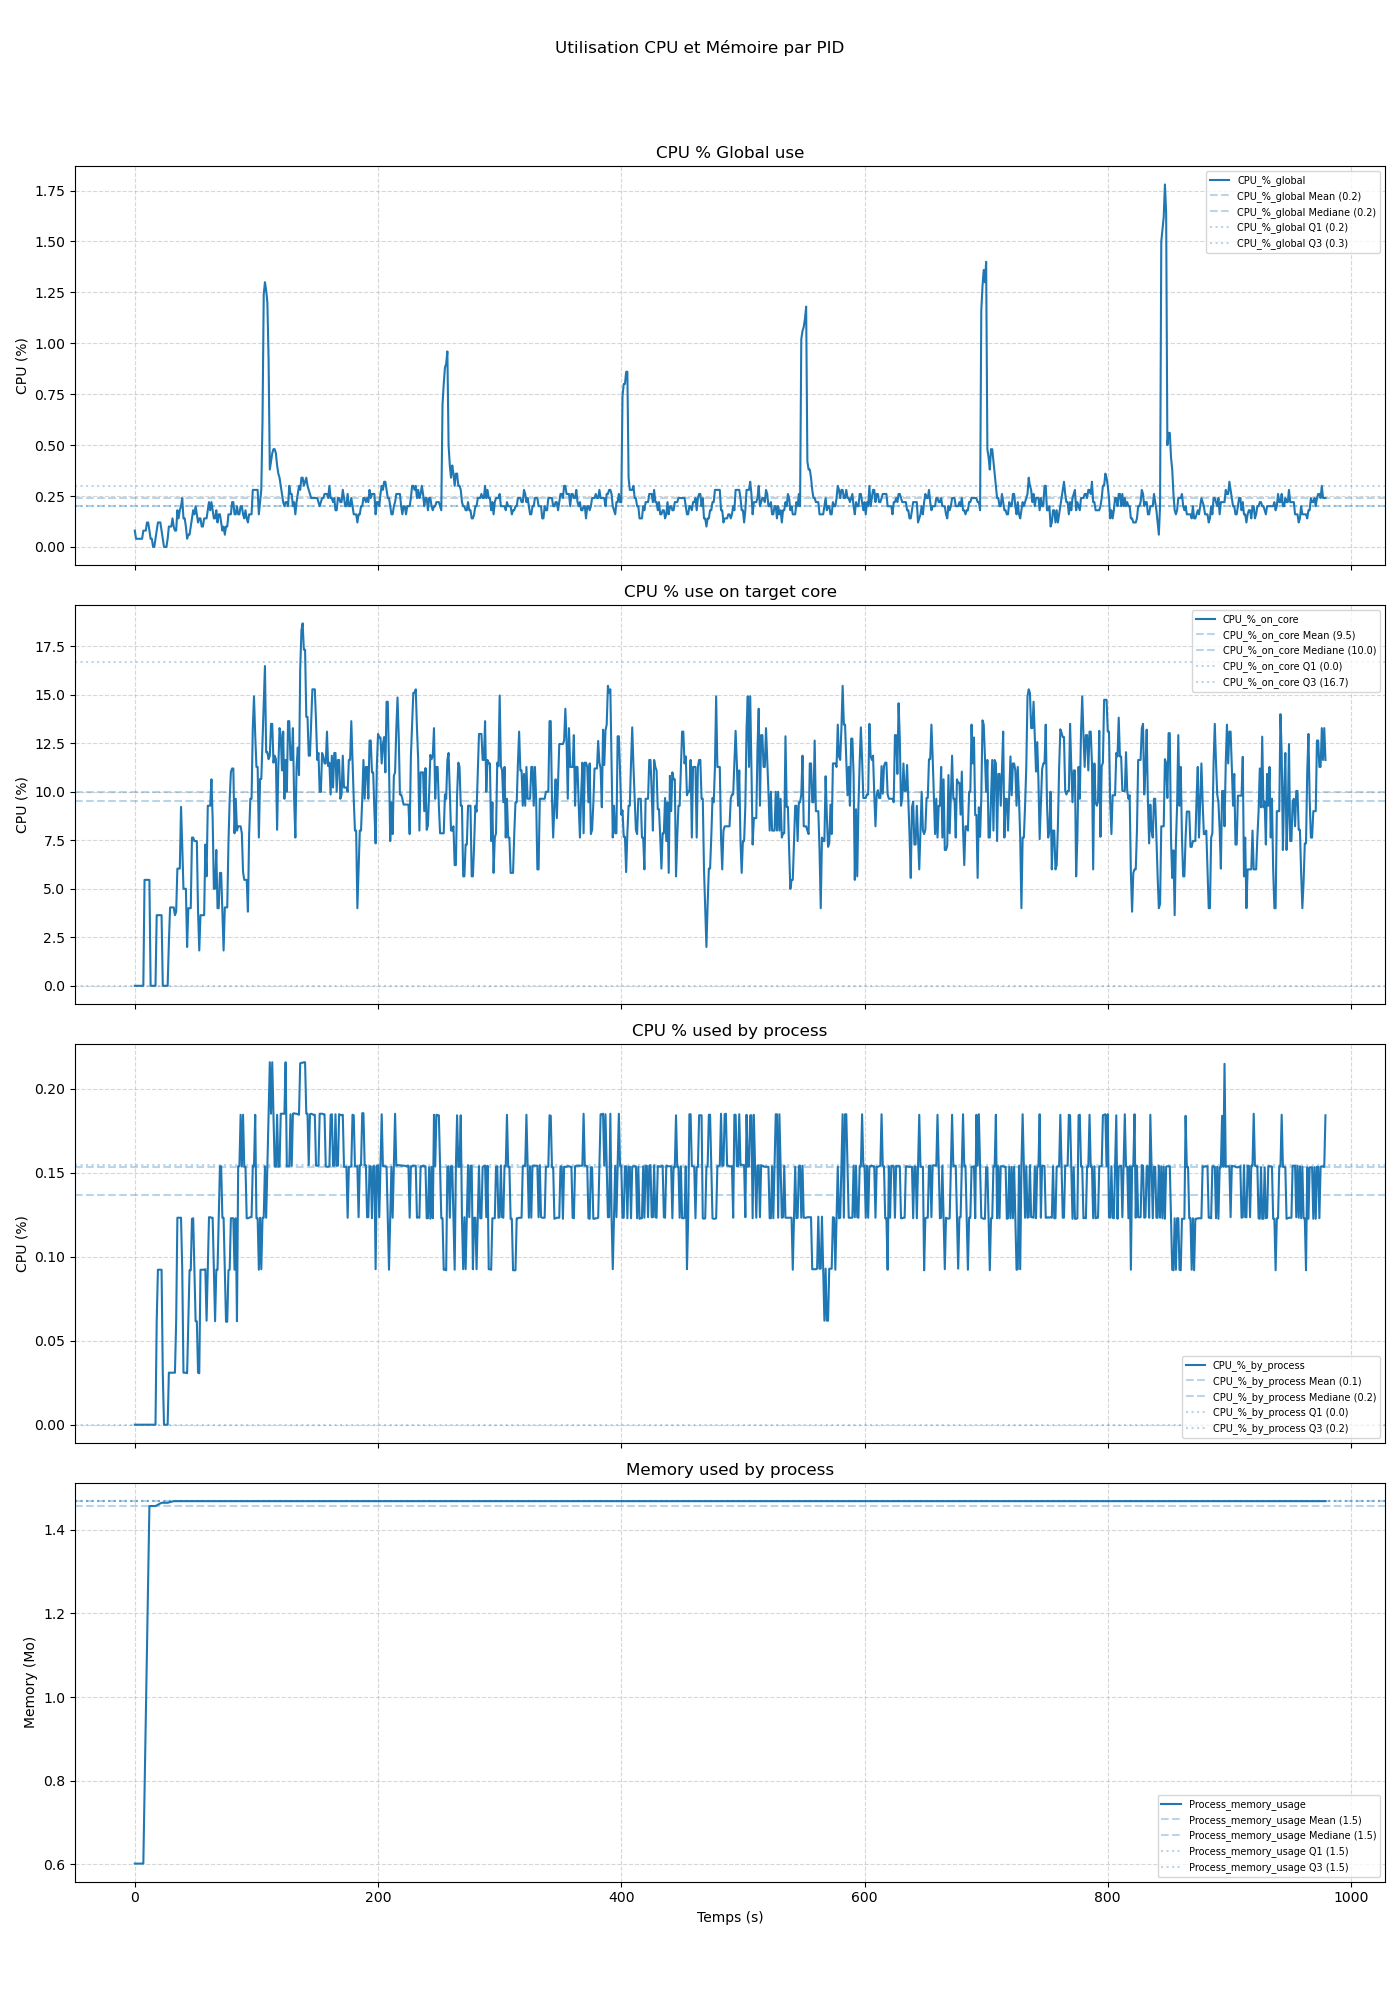 Utilisation CPU et Mémoire par PID
CPU % Global use
1.75
1.50
1.25
1.00
0.75
0.50
0.25
0.00
CPU (%)
CPU_%_global
CPU_%_global Mean (0.2)
CPU_%_global Mediane (0.2)
CPU_%_global Q1 (0.2)
CPU_%_global Q3 (0.3)
CPU % use on target core
17.5
15.0
12.5
10.0
7.5
5.0
2.5
0.0
CPU (%)
CPU_%_on_core
CPU_%_on_core Mean (9.5)
CPU_%_on_core Mediane (10.0)
CPU_%_on_core Q1 (0.0)
CPU_%_on_core Q3 (16.7)
CPU % used by process
0.20
0.15
0.10
0.05
0.00
CPU (%)
CPU_%_by_process
CPU_%_by_process Mean (0.1)
CPU_%_by_process Mediane (0.2)
CPU_%_by_process Q1 (0.0)
CPU_%_by_process Q3 (0.2)
Memory used by process
1.4
1.2
1.0
0.8
0.6
Memory (Mo)
Process_memory_usage
Process_memory_usage Mean (1.5)
Process_memory_usage Mediane (1.5)
Process_memory_usage Q1 (1.5)
Process_memory_usage Q3 (1.5)
0 200 400 600 800 1000
Temps (s)